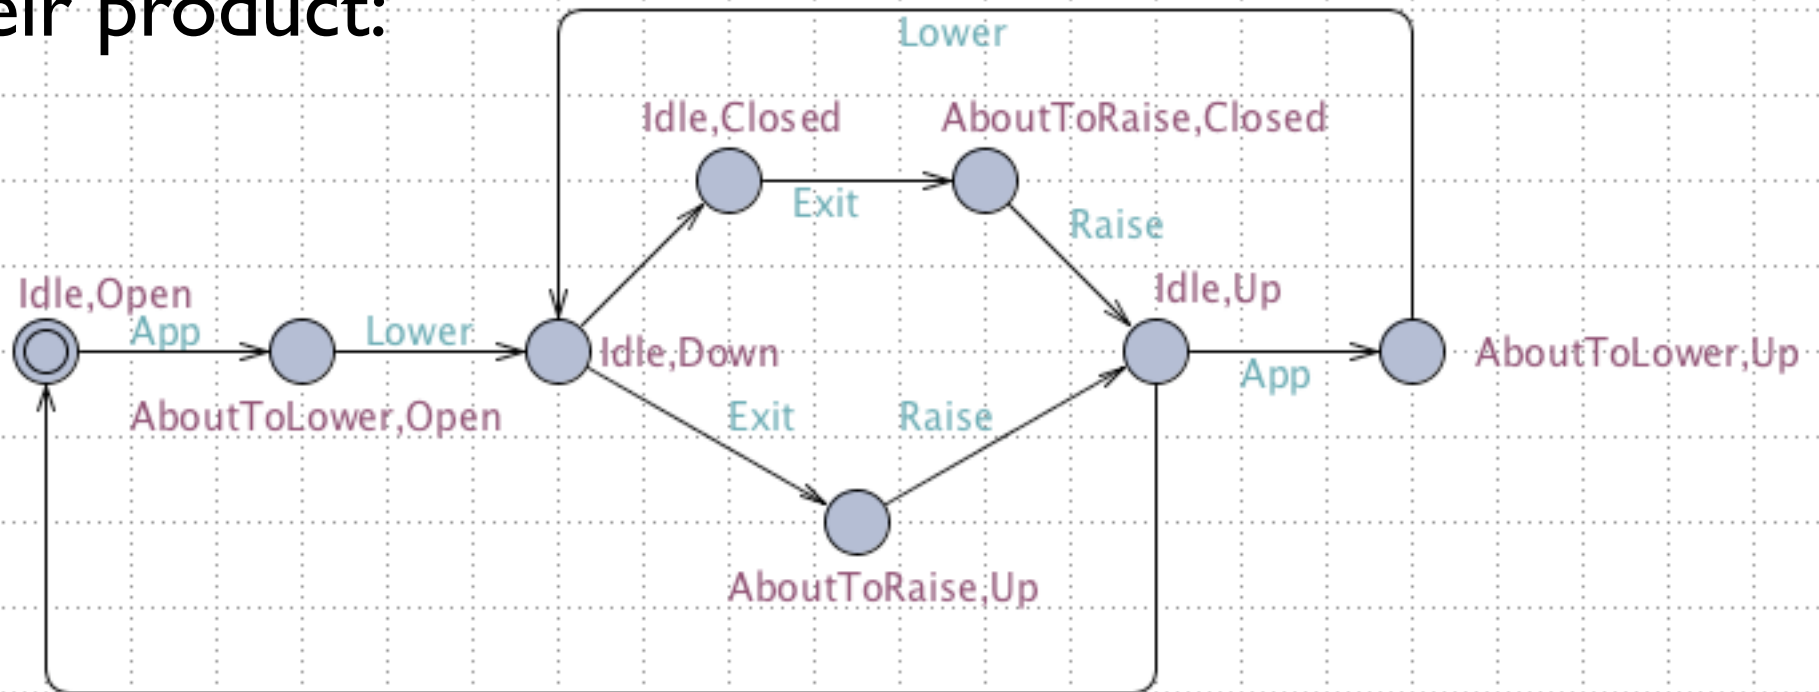 eir product:
Lower
Idle,Closed
AboutToRaise,Closed
Exit
Raise
Idle,Open
Idle,Up
App
Lower
Idle,Down
App
AboutToLower,Up
AboutToLower,Open
Exit
Raise
AboutToRaise,Up